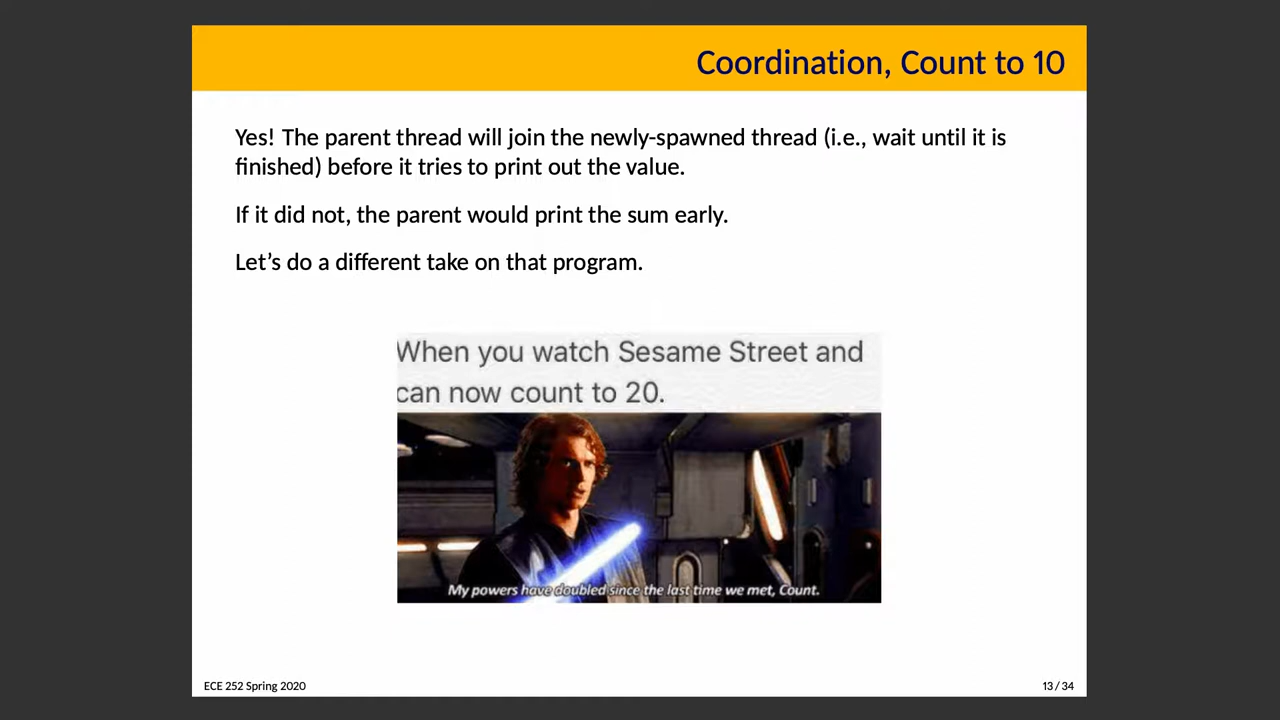 Coordination, Count to 10
Yes! The parent thread will join the newly-spawned thread (i.e., wait until it is
finished) before it tries to print out the value.
If it did not, the parent would print the sum early.
Let’s do a different take on that program.
When you watch Sesame Street and
can now count to 20.
My powers have doubled since the last time we met, Count.
ECE 252 Spring 2020
13 / 34